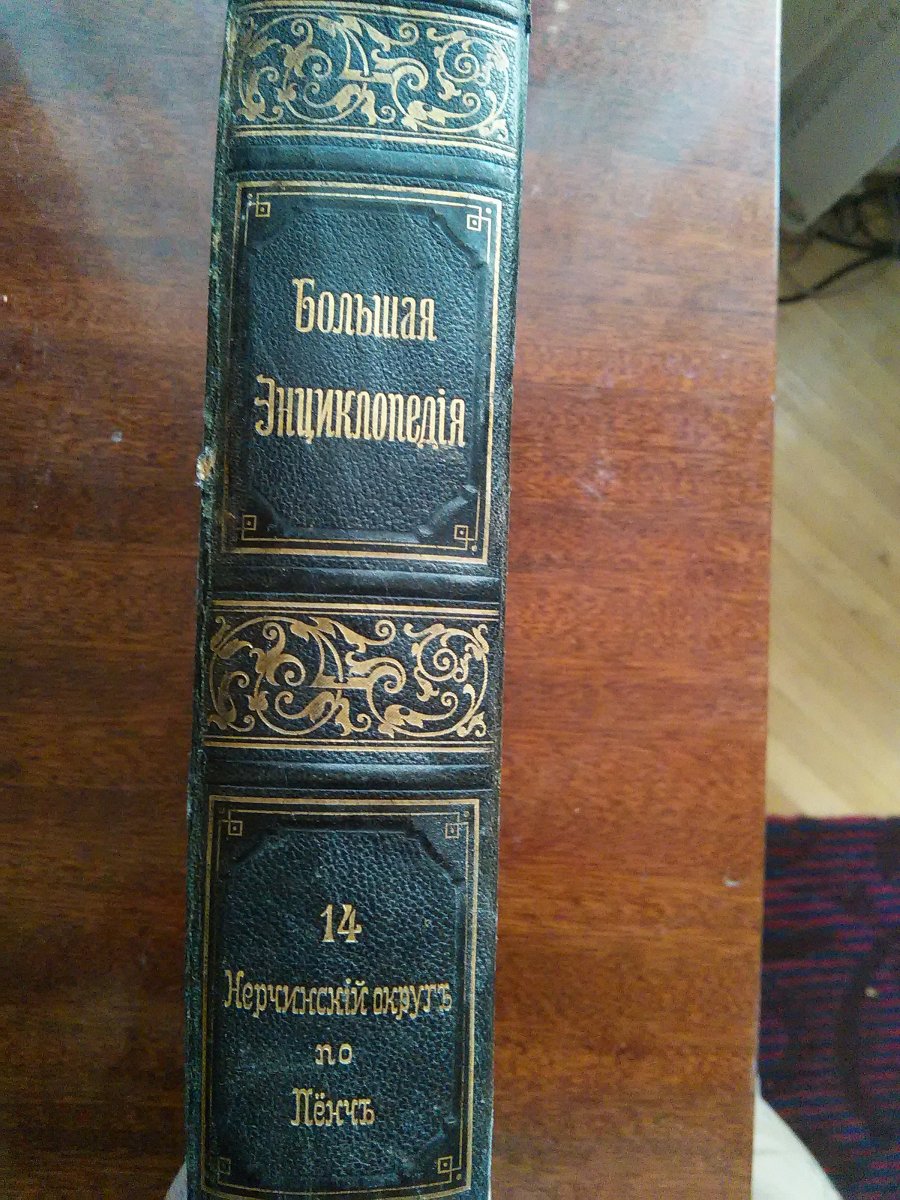 Большая
Энциклопедія
14
Нерчинскій округъ
по
Пёнчъ